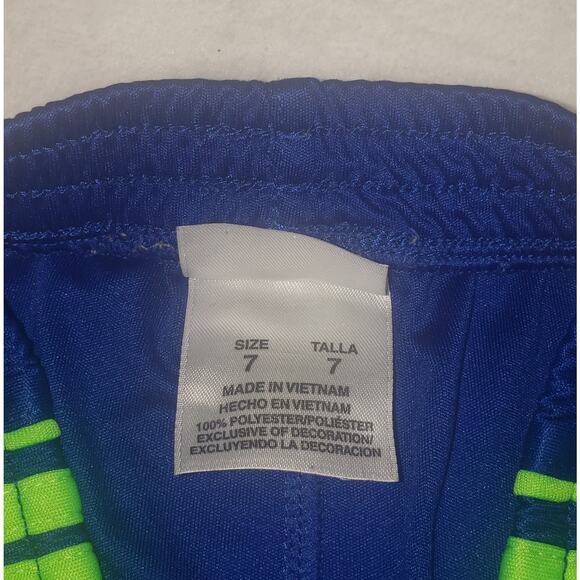 SIZE TALLA
7 7
MADE IN VIETNAM
HECHO EN VIETNAM
100% POLYESTER/POLIÉSTER
EXCLUSIVE OF DECORATION/
EXCLUYENDO LA DECORACION